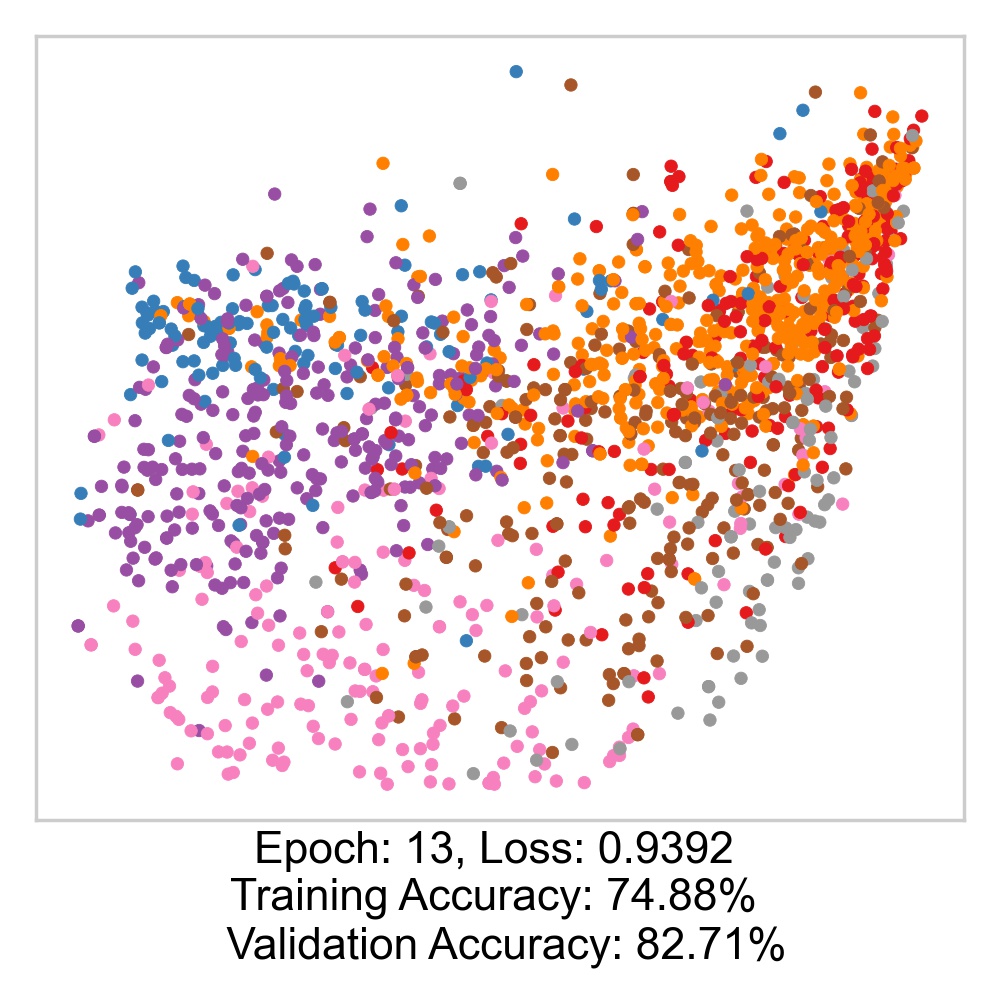 Epoch: 13, Loss: 0.9392
Training Accuracy: 74.88%
Validation Accuracy: 82.71%